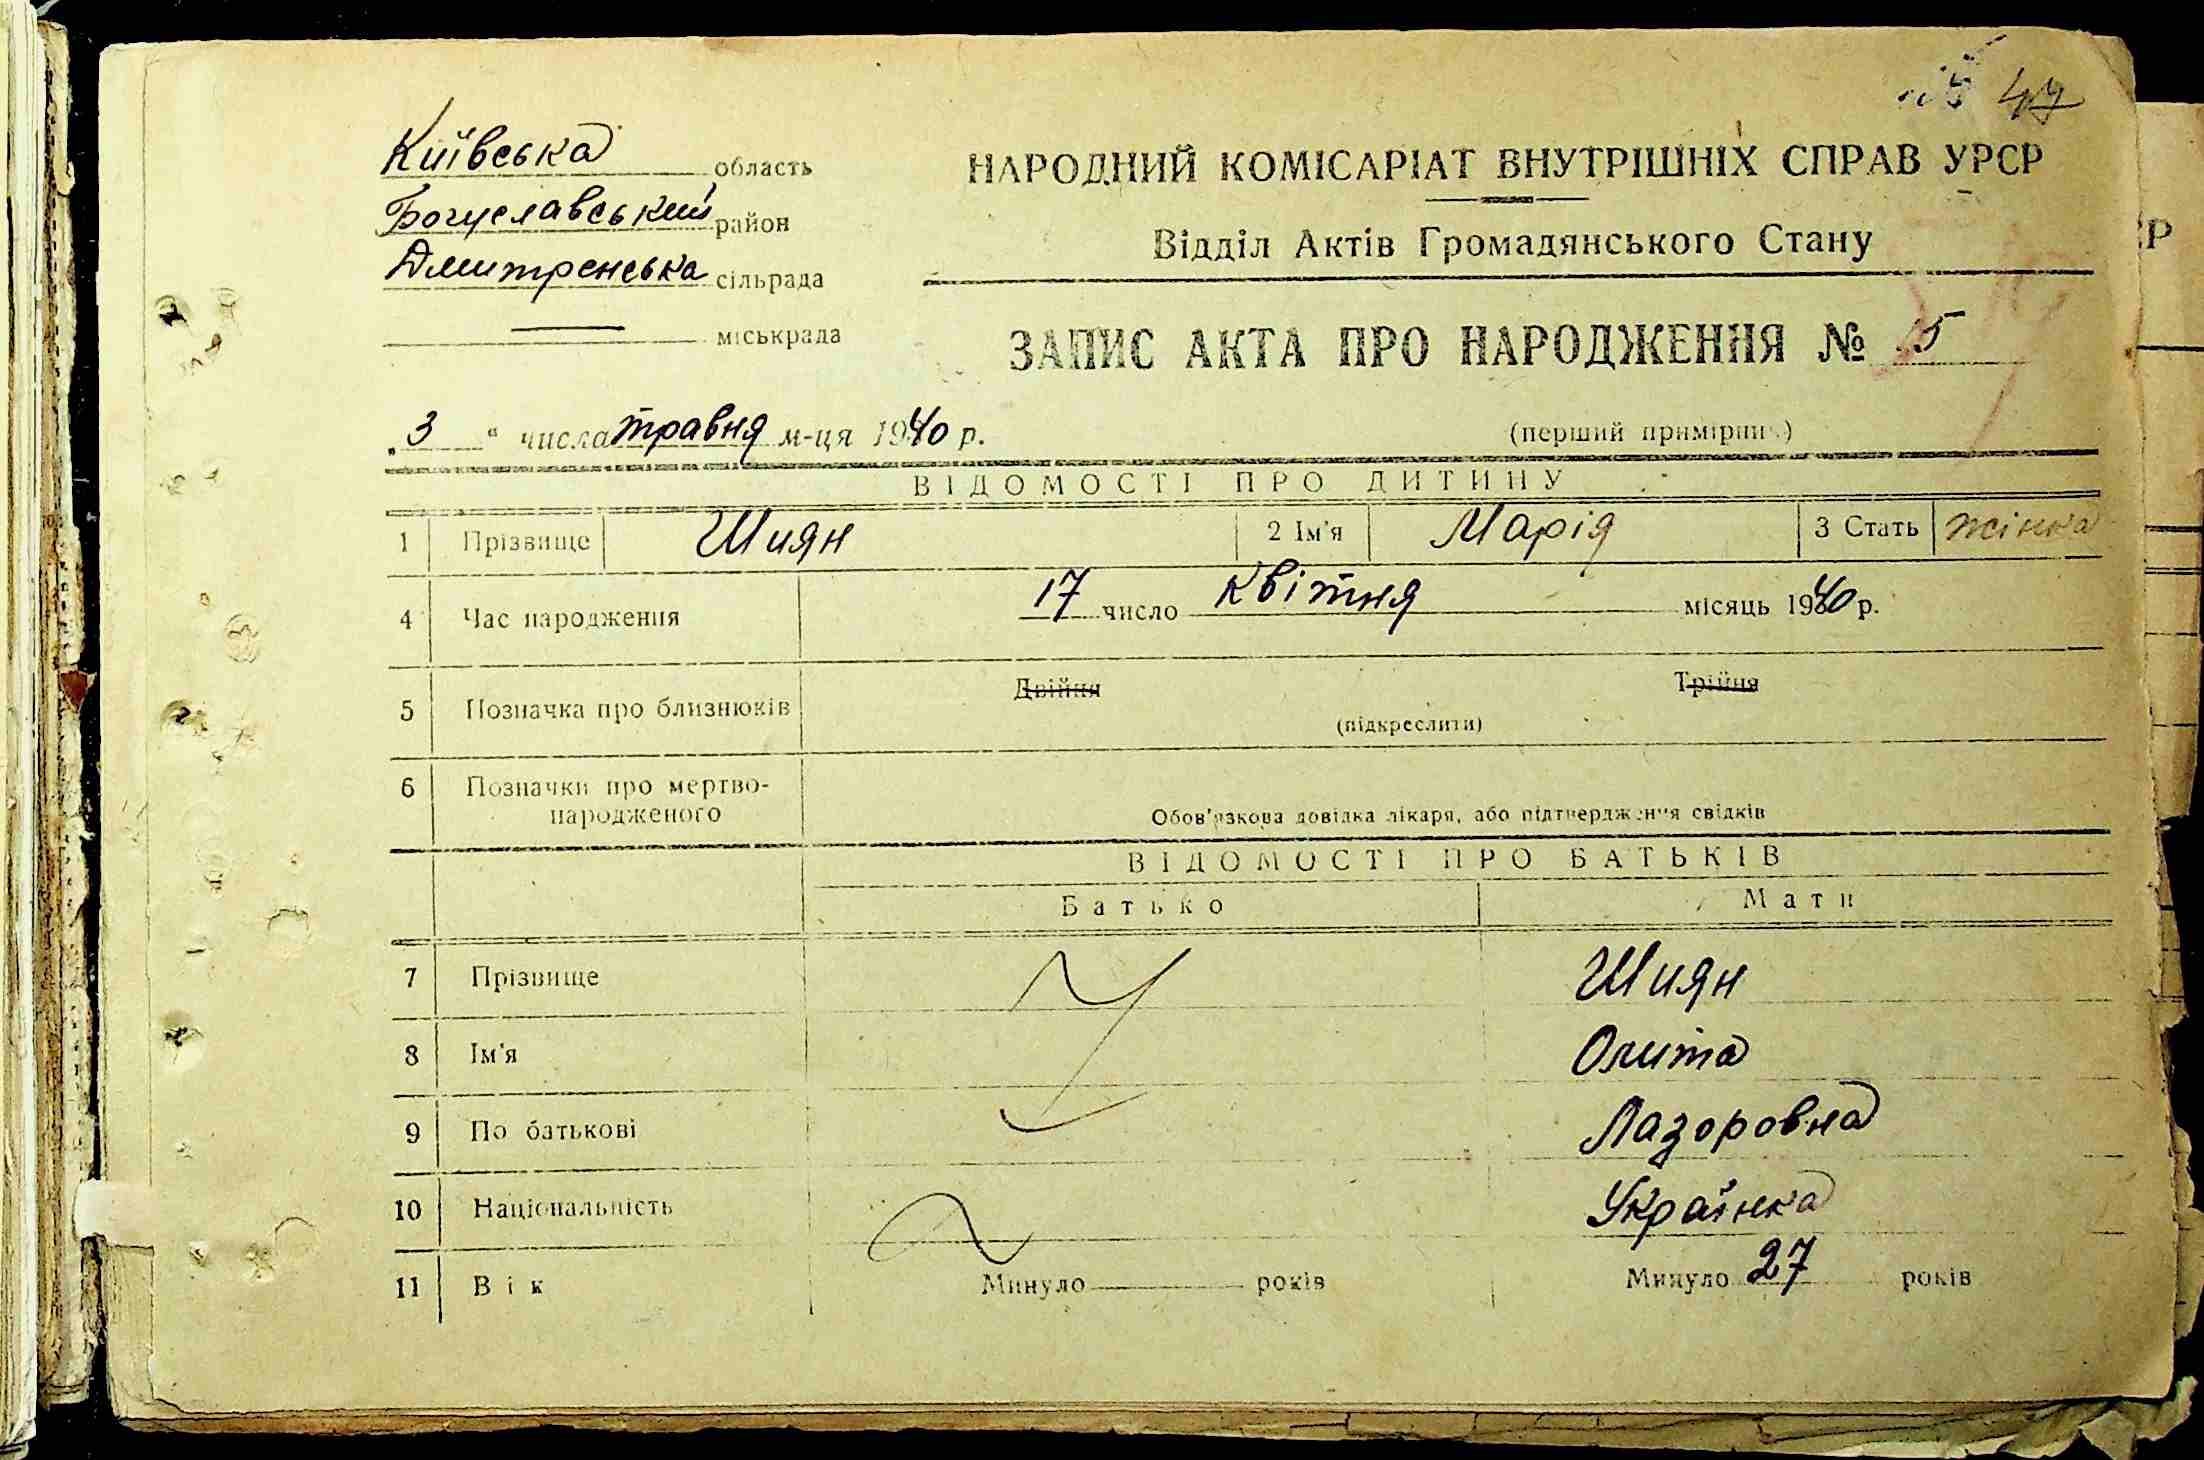 47
Київська область
Богуславський район
Дмитренська сільрада
міськрада
НАРОДНИЙ КОМІСАРІАТ ВНУТРІШНІХ СПРАВ УРСР
Відділ Актів Громадянського Стану
ЗАПИС АКТА ПРО НАРОДЖЕННЯ № 15
„3“ числа травня м-ця 1940 р.
(перший примірник)
ВІДОМОСТІ ПРО ДИТИНУ
1 Прізвище Шиян 2 Ім'я Марія 3 Стать жінка
4 Час народження 17 число квітня місяць 1940 р.
5 Позначка про близнюків Двійня Трійня
(підкреслити)
6 Позначки про мертво-
народженого
Обов'язкова довідка лікаря, або підтвердження свідків
ВІДОМОСТІ ПРО БАТЬКІВ
Батько Мати
7 Прізвище Шиян
8 Ім'я
9 По батькові Лазоровна
10 Національність Українка
11 Вік Минуло років Минуло 27 років